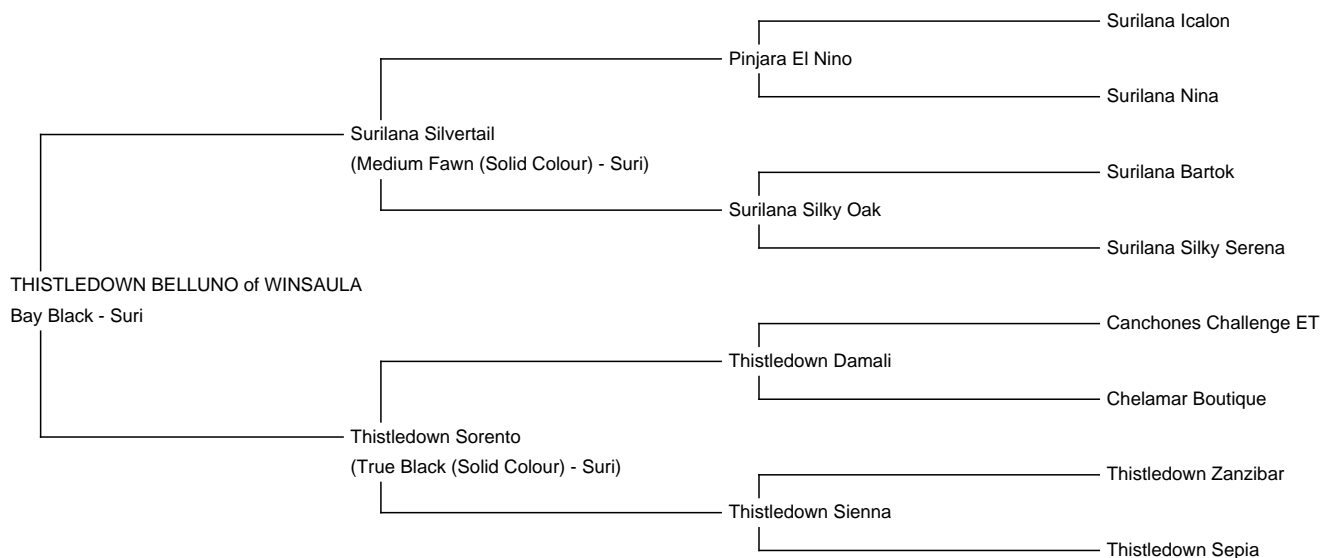 Surilana Icalon
Pinjara El Nino
Surilana Nina
Surilana Silvertail
(Medium Fawn (Solid Colour) - Suri)
Surilana Bartok
Surilana Silky Oak
Surilana Silky Serena
THISTLEDOWN BELLUNO of WINSAULA
Bay Black - Suri
Canchones Challenge ET
Thistledown Damali
Chelamar Boutique
Thistledown Sorento
(True Black (Solid Colour) - Suri)
Thistledown Zanzibar
Thistledown Sienna
Thistledown Sepia